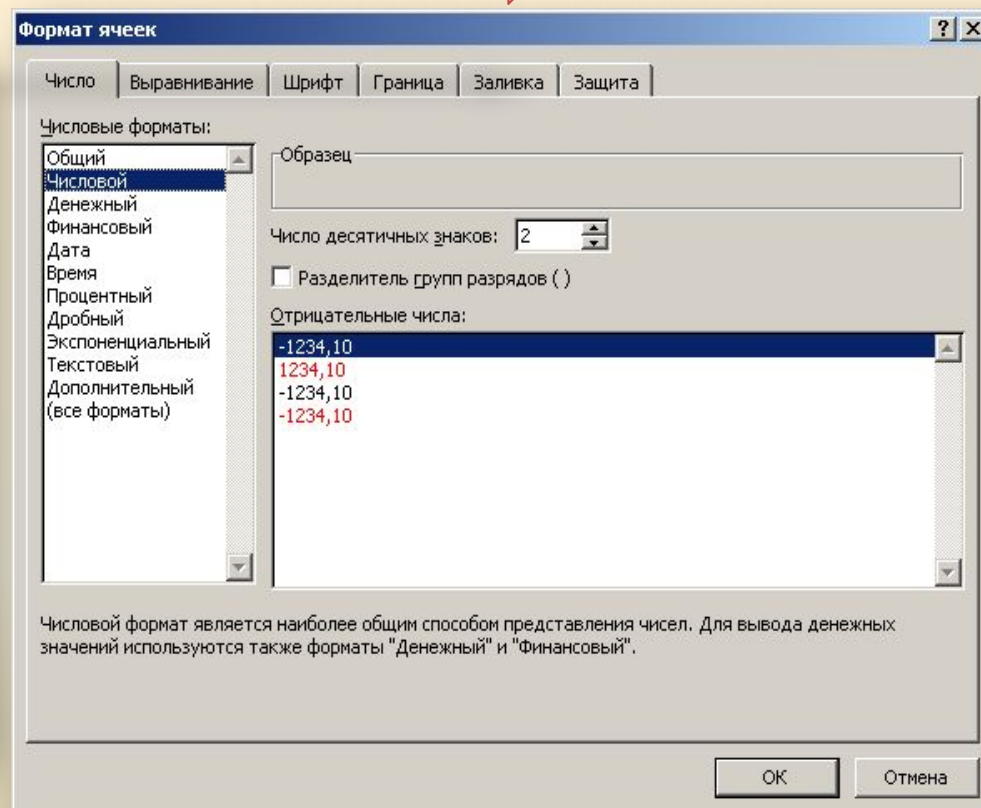 Формат ячеек
Число Выравнивание Шрифт Граница Заливка Защита
Числовые форматы:
Общий
Числовой
Денежный
Финансовый
Дата
Время
Процентный
Дробный
Экспоненциальный
Текстовый
Дополнительный
(все форматы)
Образец
Число десятичных знаков: 2
Разделитель групп разрядов ( )
Отрицательные числа:
-1234,10
1234,10
-1234,10
-1234,10
Числовой формат является наиболее общим способом представления чисел. Для вывода денежных
значений используются также форматы "Денежный" и "Финансовый".
ОК Отмена